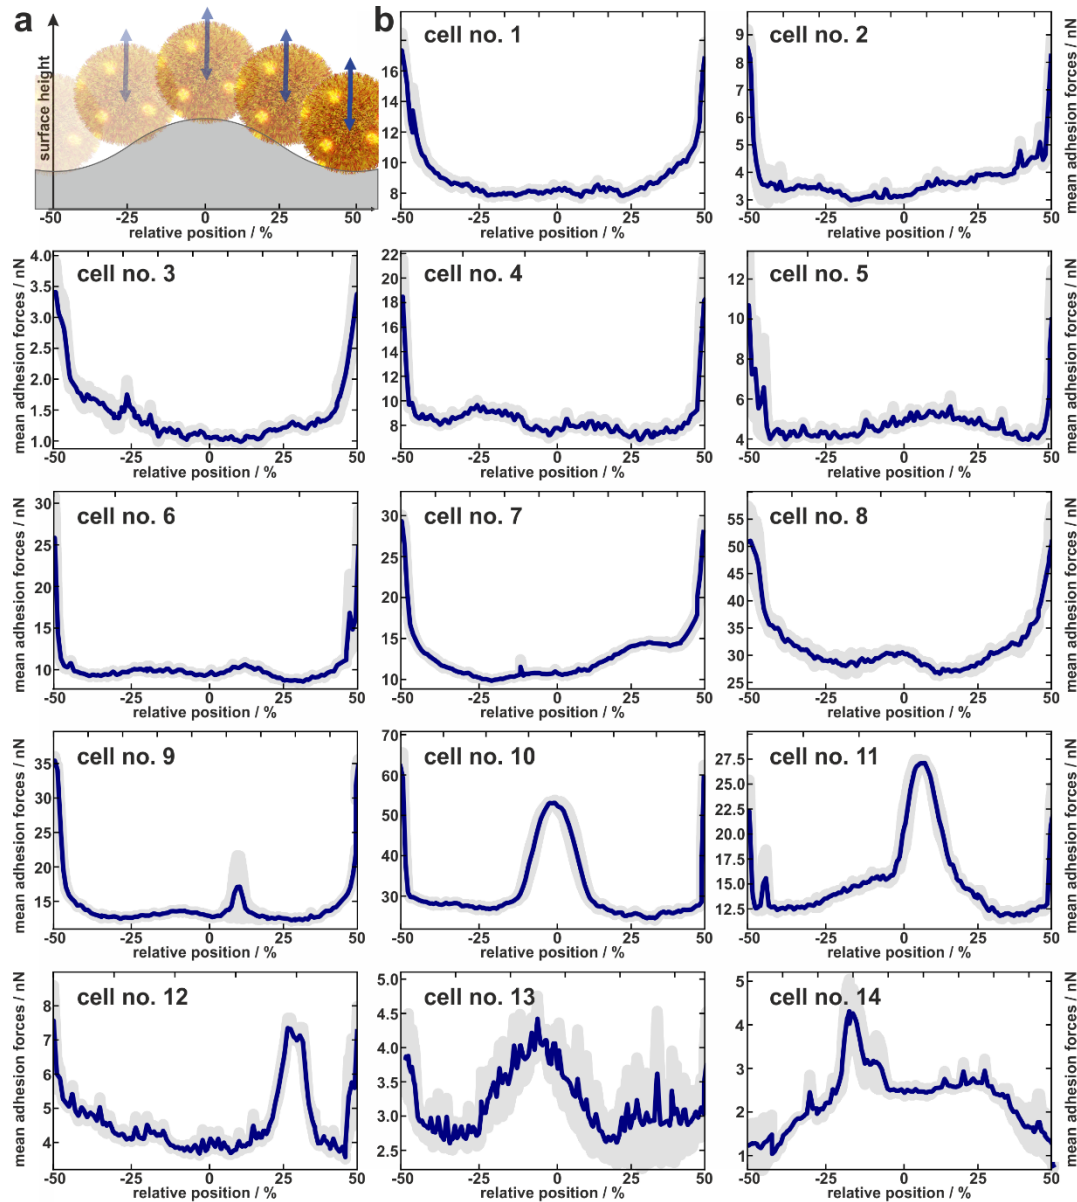 a
surface height
-50 -25 0 25 50
relative position / %
b
cell no. 1
16
14
12
10
8
-50 -25 0 25 50
relative position / %
cell no. 2
9
8
7
6
5
4
3
-50 -25 0 25 50
relative position / %
mean adhesion forces / nN
cell no. 3
mean adhesion forces / nN
4.0
3.5
3.0
2.5
2.0
1.5
1.0
-50 -25 0 25 50
relative position / %
cell no. 4
22
20
18
16
14
12
10
8
-50 -25 0 25 50
relative position / %
cell no. 5
12
10
8
6
4
-50 -25 0 25 50
relative position / %
mean adhesion forces / nN
cell no. 6
mean adhesion forces / nN
30
25
20
15
10
-50 -25 0 25 50
relative position / %
cell no. 7
30
25
20
15
10
-50 -25 0 25 50
relative position / %
cell no. 8
55
50
45
40
35
30
25
-50 -25 0 25 50
relative position / %
mean adhesion forces / nN
cell no. 9
mean adhesion forces / nN
35
30
25
20
15
-50 -25 0 25 50
relative position / %
cell no. 10
70
60
50
40
30
-50 -25 0 25 50
relative position / %
cell no. 11
27.5
25.0
22.5
20.0
17.5
15.0
12.5
-50 -25 0 25 50
relative position / %
mean adhesion forces / nN
cell no. 12
mean adhesion forces / nN
8
7
6
5
4
-50 -25 0 25 50
relative position / %
cell no. 13
5.0
4.5
4.0
3.5
3.0
2.5
-50 -25 0 25 50
relative position / %
cell no. 14
5
4
3
2
1
-50 -25 0 25 50
relative position / %
mean adhesion forces / nN